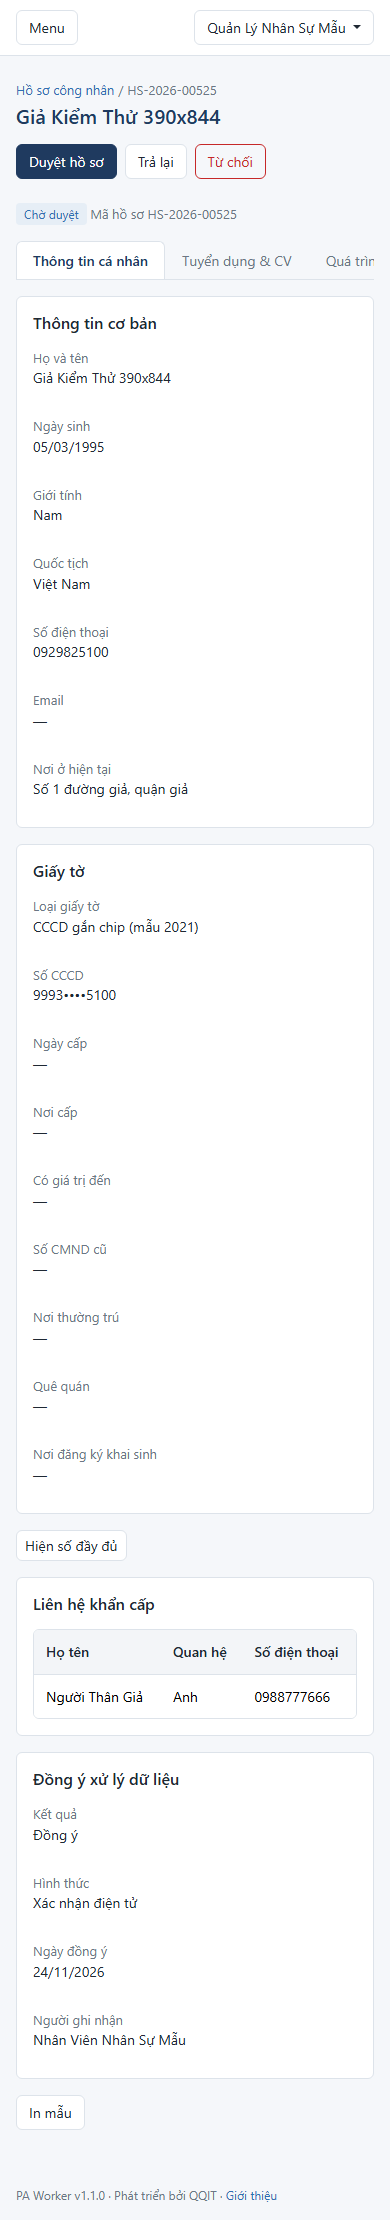 Menu
Quản Lý Nhân Sự Mẫu
Hồ sơ công nhân / HS-2026-00525
Giả Kiểm Thử 390x844
Duyệt hồ sơ
Trả lại
Từ chối
Chờ duyệt Mã hồ sơ HS-2026-00525
Thông tin cá nhân
Tuyển dụng & CV
Quá trìn
Thông tin cơ bản
Họ và tên
Giả Kiểm Thử 390x844
Ngày sinh
05/03/1995
Giới tính
Nam
Quốc tịch
Việt Nam
Số điện thoại
0929825100
Email
—
Nơi ở hiện tại
Số 1 đường giả, quận giả
Giấy tờ
Loại giấy tờ
CCCD gắn chip (mẫu 2021)
Số CCCD
9993••••5100
Ngày cấp
—
Nơi cấp
—
Có giá trị đến
—
Số CMND cũ
—
Nơi thường trú
—
Quê quán
—
Nơi đăng ký khai sinh
—
Hiện số đầy đủ
Liên hệ khẩn cấp
Họ tên Quan hệ Số điện thoại
Người Thân Giả Anh 0988777666
Đồng ý xử lý dữ liệu
Kết quả
Đồng ý
Hình thức
Xác nhận điện tử
Ngày đồng ý
24/11/2026
Người ghi nhận
Nhân Viên Nhân Sự Mẫu
In mẫu
PA Worker v1.1.0 · Phát triển bởi QQIT · Giới thiệu